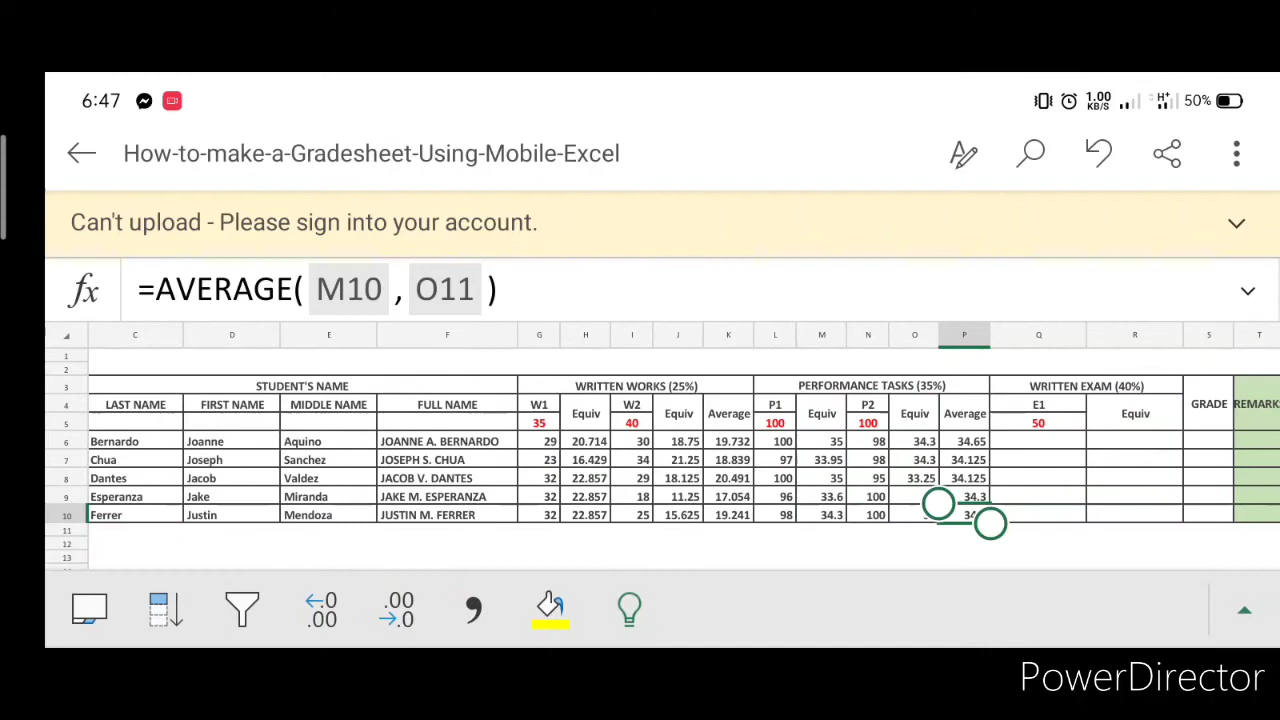 6:47 1.00 KB/S H+ 50%
How-to-make-a-Gradesheet-Using-Mobile-Excel
Can't upload - Please sign into your account.
fx =AVERAGE( M10 , O11 )
C D E F G H I J K L M N O P Q R S T
1
2
3 STUDENT'S NAME WRITTEN WORKS (25%) PERFORMANCE TASKS (35%) WRITTEN EXAM (40%)
4 LAST NAME FIRST NAME MIDDLE NAME FULL NAME W1 Equiv W2 Equiv Average P1 Equiv P2 Equiv Average E1 Equiv GRADE REMARKS
5 35 40 100 100 50
6 Bernardo Joanne Aquino JOANNE A. BERNARDO 29 20.714 30 18.75 19.732 100 35 98 34.3 34.65
7 Chua Joseph Sanchez JOSEPH S. CHUA 23 16.429 34 21.25 18.839 97 33.95 98 34.3 34.125
8 Dantes Jacob Valdez JACOB V. DANTES 32 22.857 29 18.125 20.491 100 35 95 33.25 34.125
9 Esperanza Jake Miranda JAKE M. ESPERANZA 32 22.857 18 11.25 17.054 96 33.6 100 34.3
10 Ferrer Justin Mendoza JUSTIN M. FERRER 32 22.857 25 15.625 19.241 98 34.3 100
11
12
13
←.0 .00 .00 →.0
PowerDirector